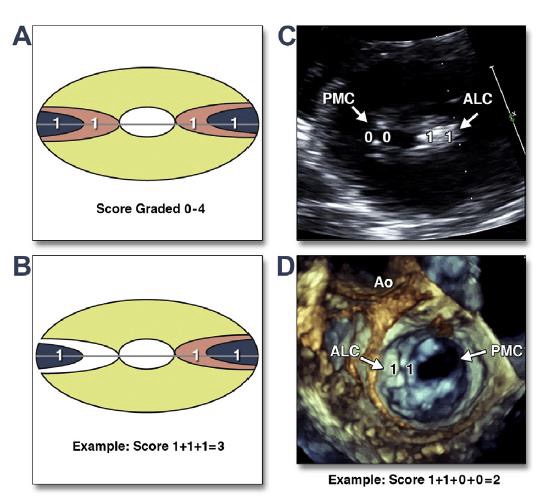 A
1 1 1 1
Score Graded 0-4
B
1 1 1
Example: Score 1+1+1=3
C
PMC ALC
0 0 1 1
D
Ao
ALC PMC
1 1
Example: Score 1+1+0+0=2